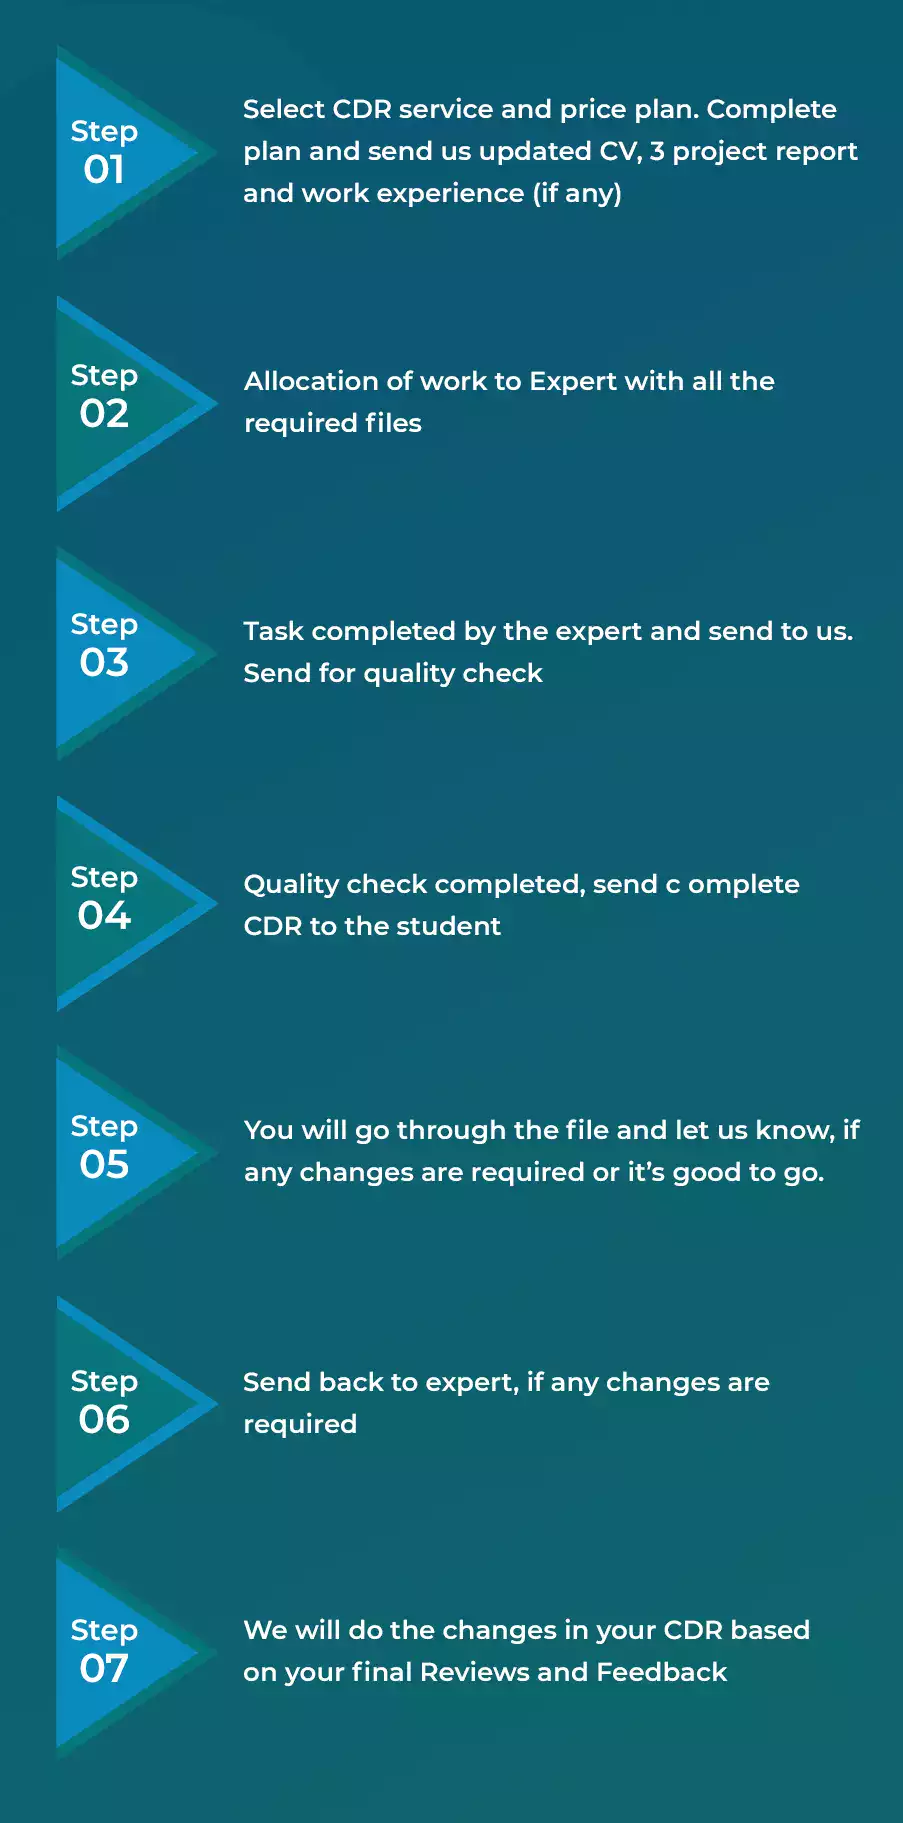 Step
01
Select CDR service and price plan. Complete
plan and send us updated CV, 3 project report
and work experience (if any)
Step
02
Allocation of work to Expert with all the
required files
Step
03
Task completed by the expert and send to us.
Send for quality check
Step
04
Quality check completed, send c omplete
CDR to the student
Step
05
You will go through the file and let us know, if
any changes are required or it’s good to go.
Step
06
Send back to expert, if any changes are
required
Step
07
We will do the changes in your CDR based
on your final Reviews and Feedback